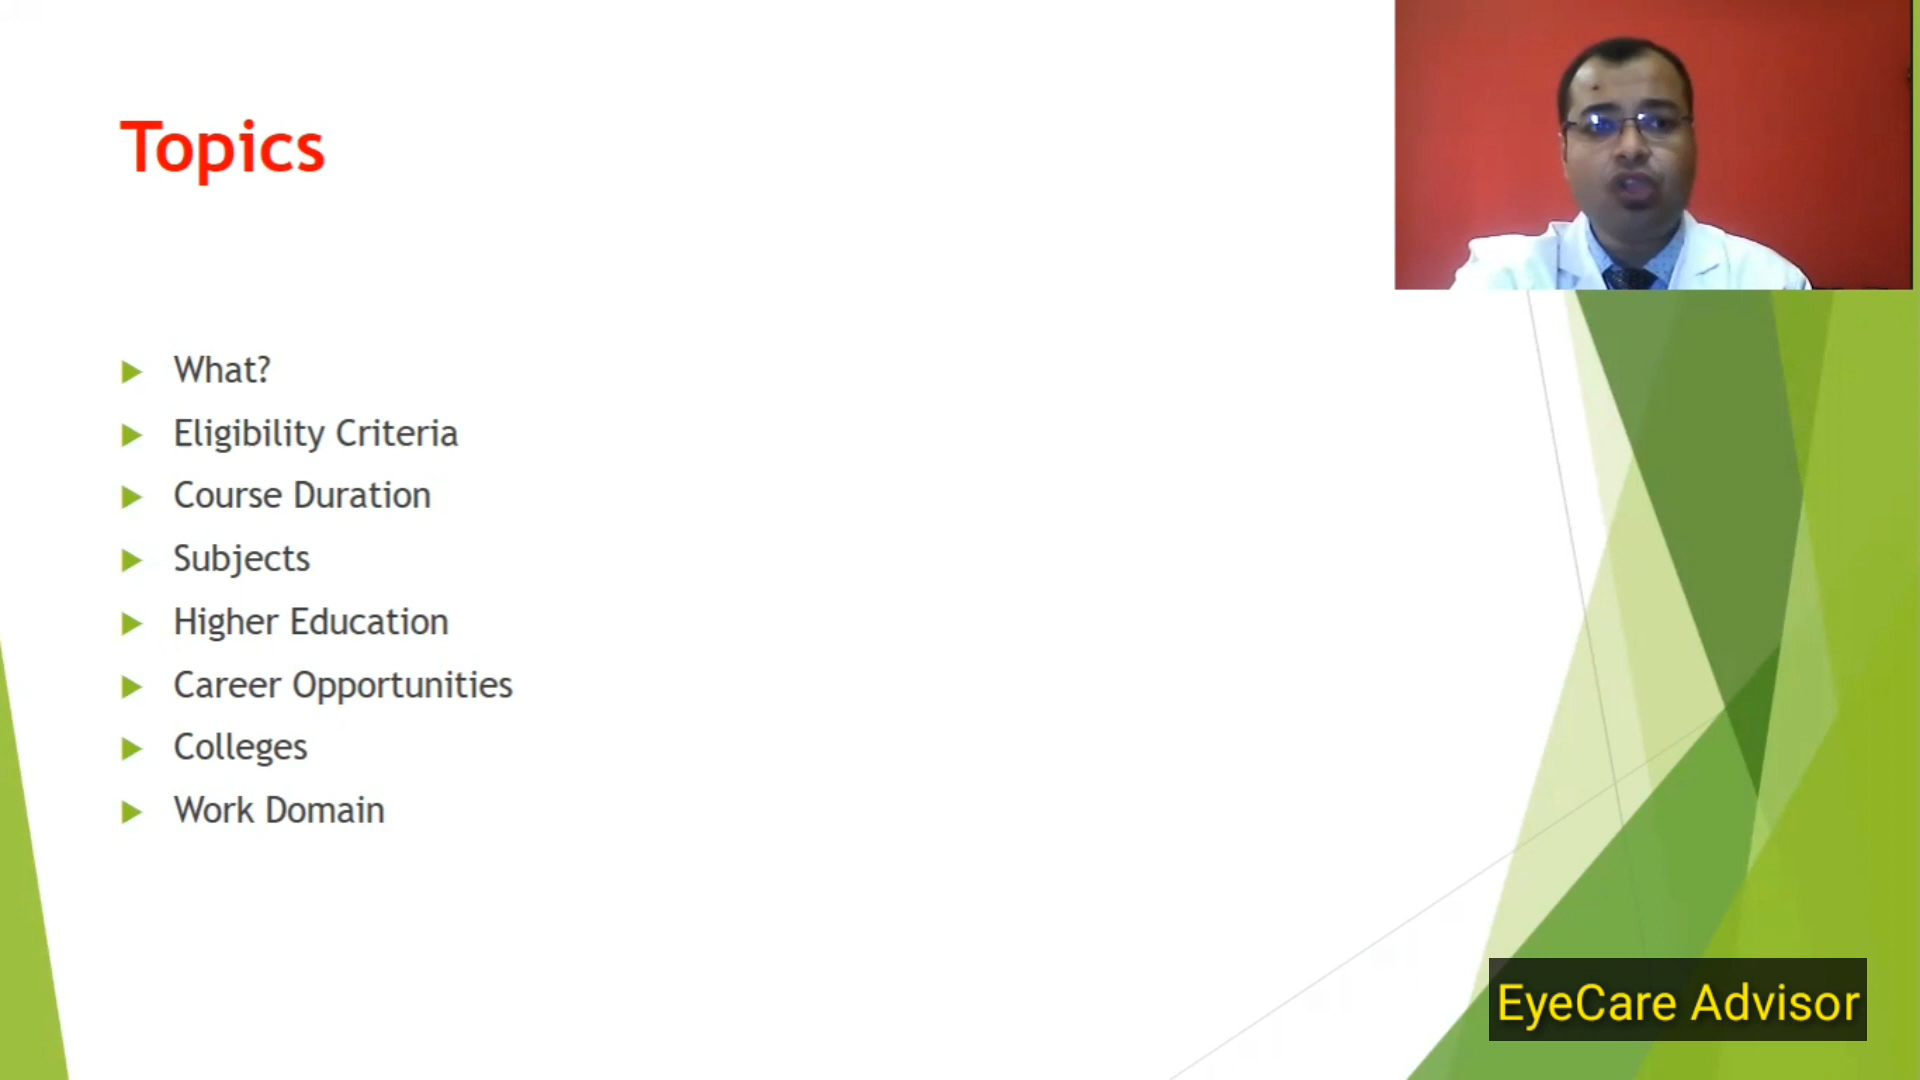 Topics
What?
Eligibility Criteria
Course Duration
Subjects
Higher Education
Career Opportunities
Colleges
Work Domain
EyeCare Advisor